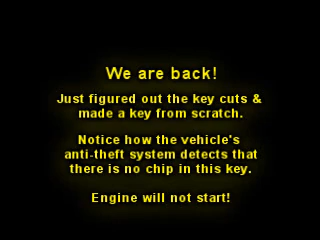 We are back!
Just figured out the key cuts &
made a key from scratch.
Notice how the vehicle's
anti-theft system detects that
there is no chip in this key.
Engine will not start!